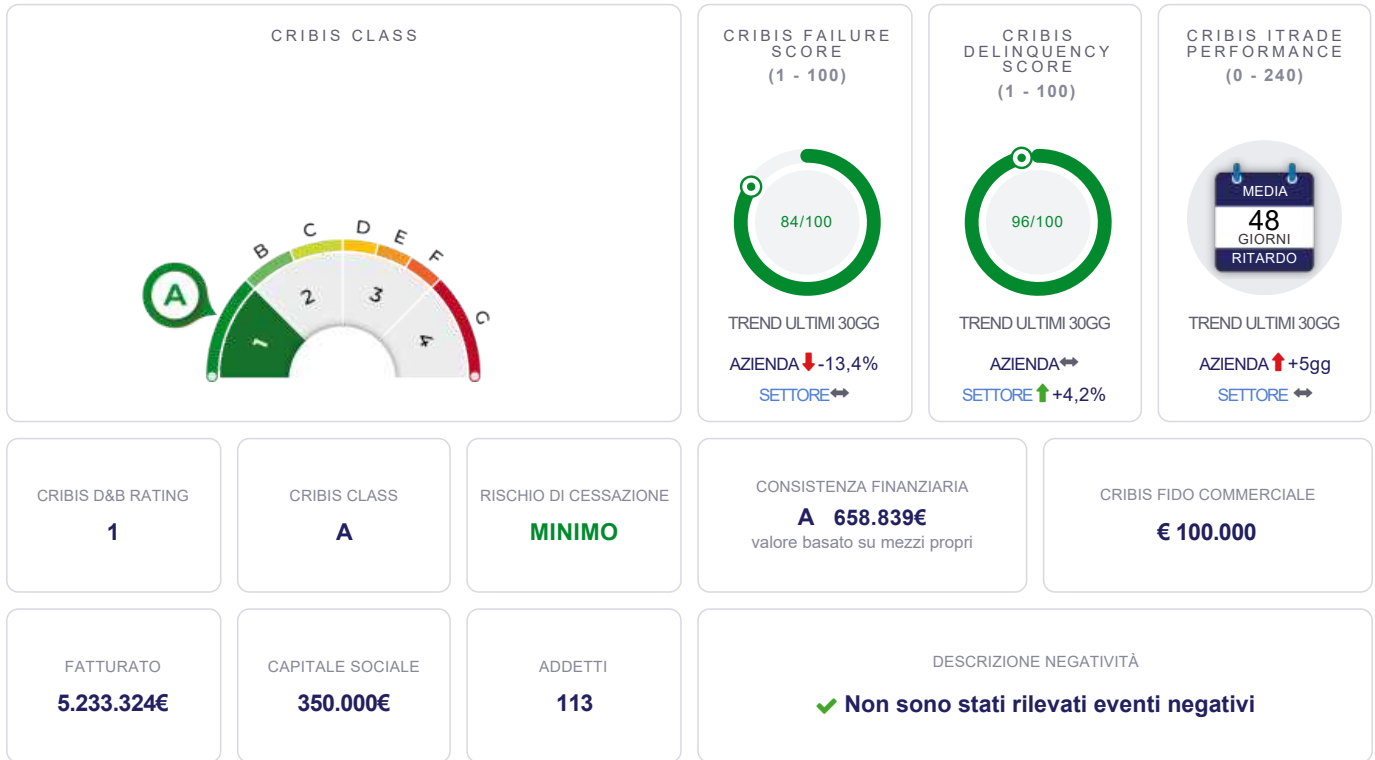 CRIBIS CLASS
A
B
C
D
E
F
G
1
2
3
4
CRIBIS FAILURE
SCORE
(1 - 100)
84/100
TREND ULTIMI 30GG
AZIENDA -13,4%
SETTORE
CRIBIS
DELINQUENCY
SCORE
(1 - 100)
96/100
TREND ULTIMI 30GG
AZIENDA
SETTORE +4,2%
CRIBIS ITRADE
PERFORMANCE
(0 - 240)
MEDIA
48
GIORNI
RITARDO
TREND ULTIMI 30GG
AZIENDA +5gg
SETTORE
CRIBIS D&B RATING
1
CRIBIS CLASS
A
RISCHIO DI CESSAZIONE
MINIMO
CONSISTENZA FINANZIARIA
A 658.839€
valore basato su mezzi propri
CRIBIS FIDO COMMERCIALE
€ 100.000
FATTURATO
5.233.324€
CAPITALE SOCIALE
350.000€
ADDETTI
113
DESCRIZIONE NEGATIVITÀ
Non sono stati rilevati eventi negativi